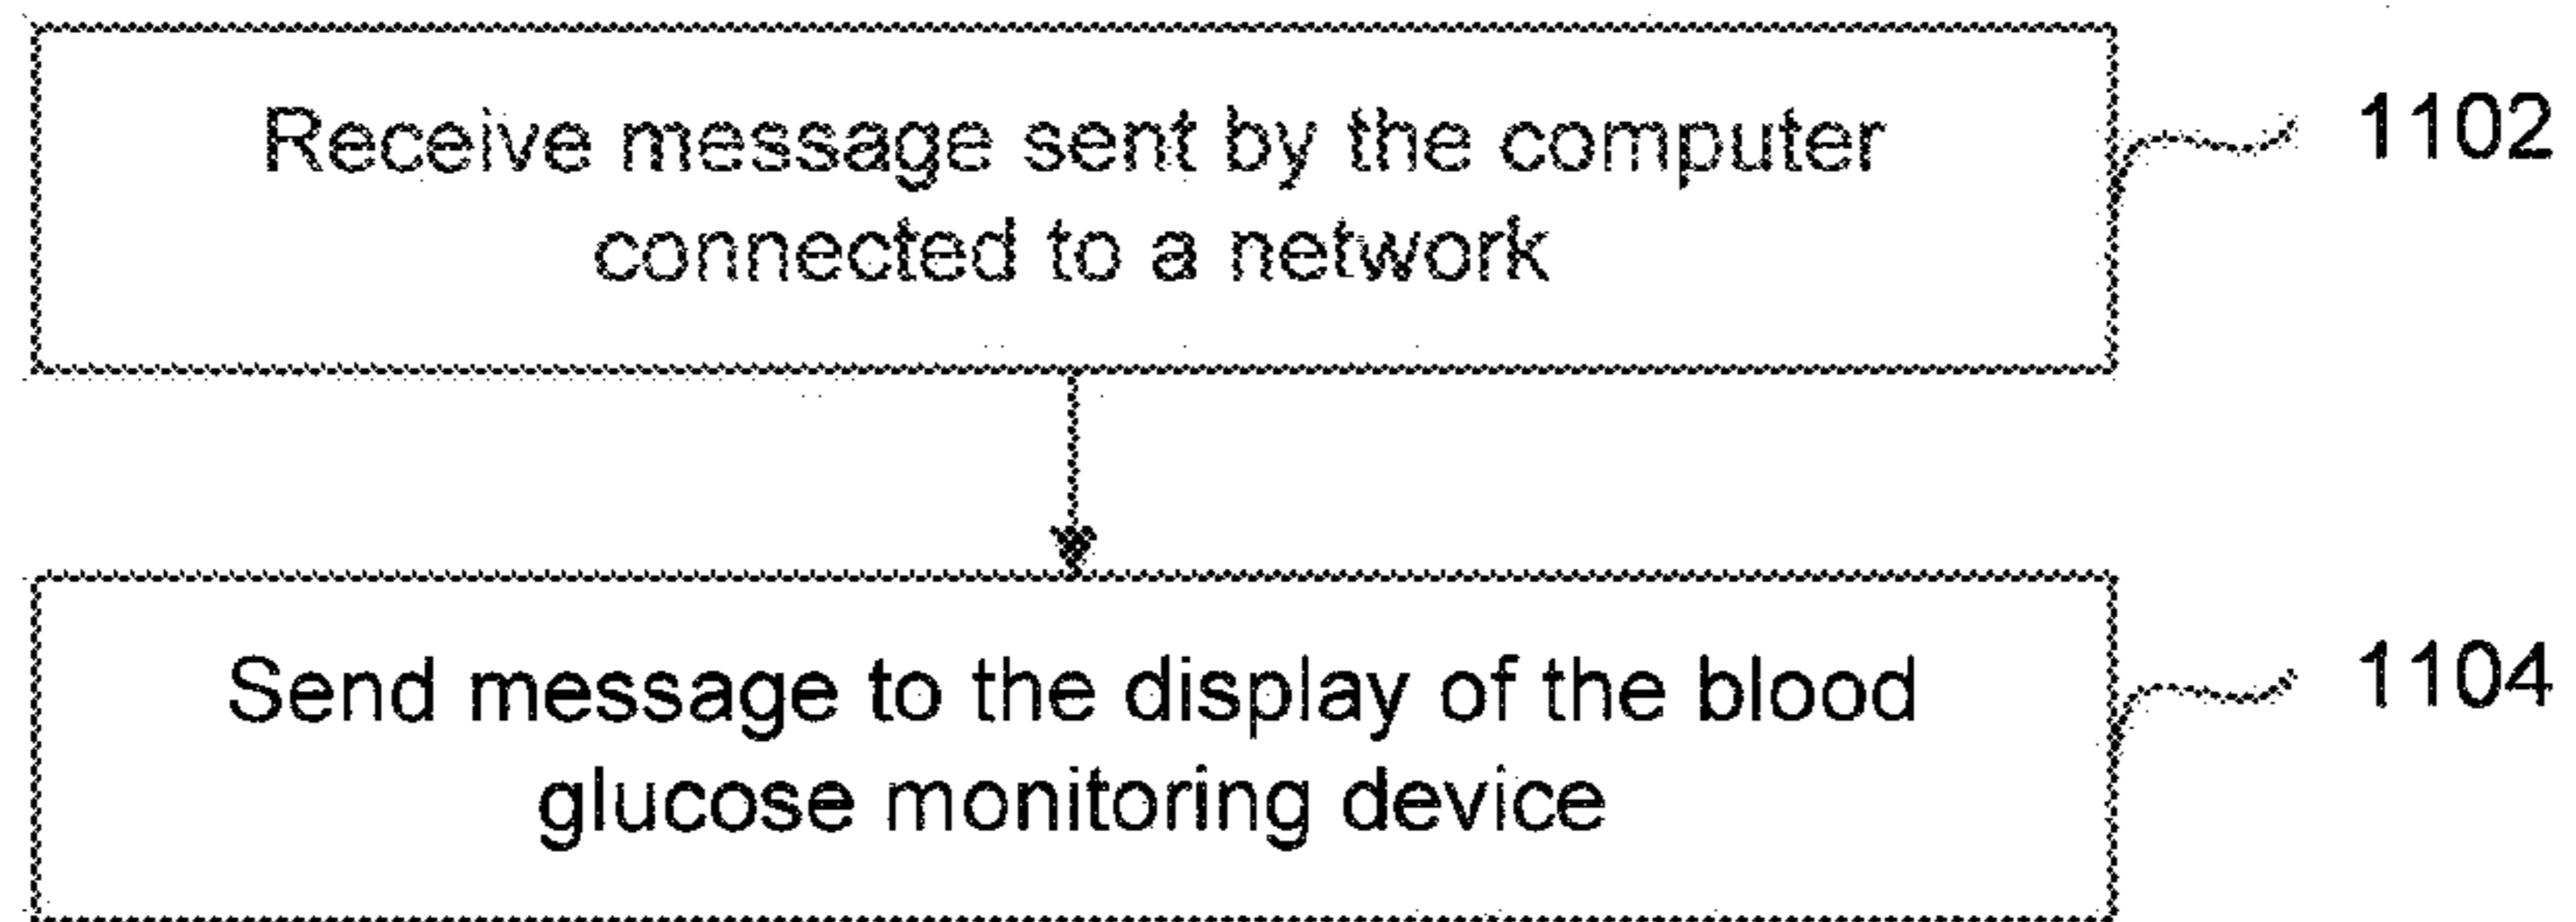 Receive message sent by the computer
connected to a network
1102
Send message to the display of the blood
glucose monitoring device
1104